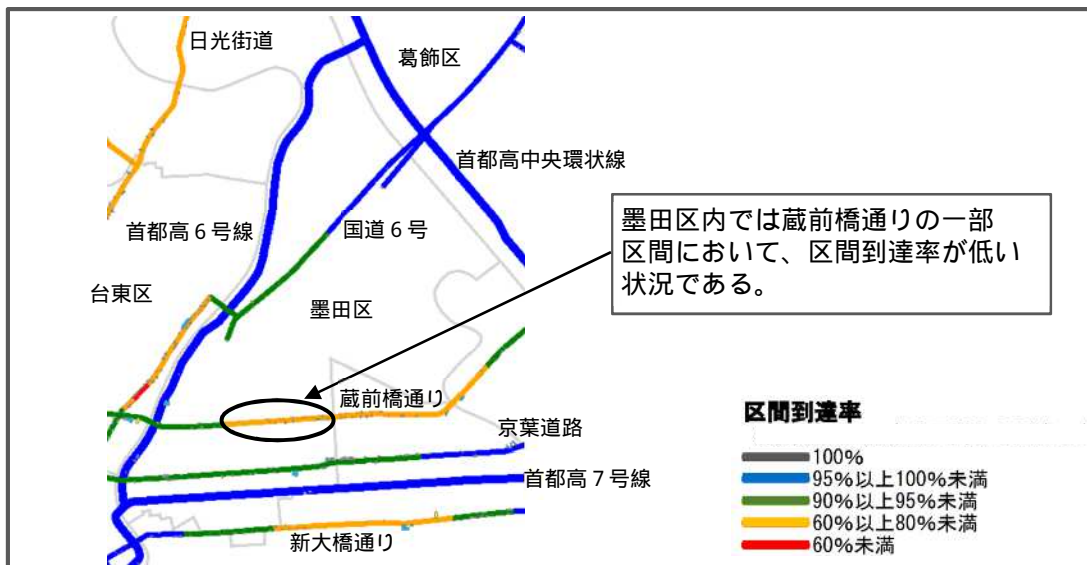 日光街道
葛飾区
首都高中央環状線
首都高６号線
国道６号
台東区
墨田区
墨田区内では蔵前橋通りの一部
区間において、区間到達率が低い
状況である。
蔵前橋通り
京葉道路
首都高７号線
新大橋通り
区間到達率
100%
95%以上100%未満
90%以上95%未満
60%以上80%未満
60%未満